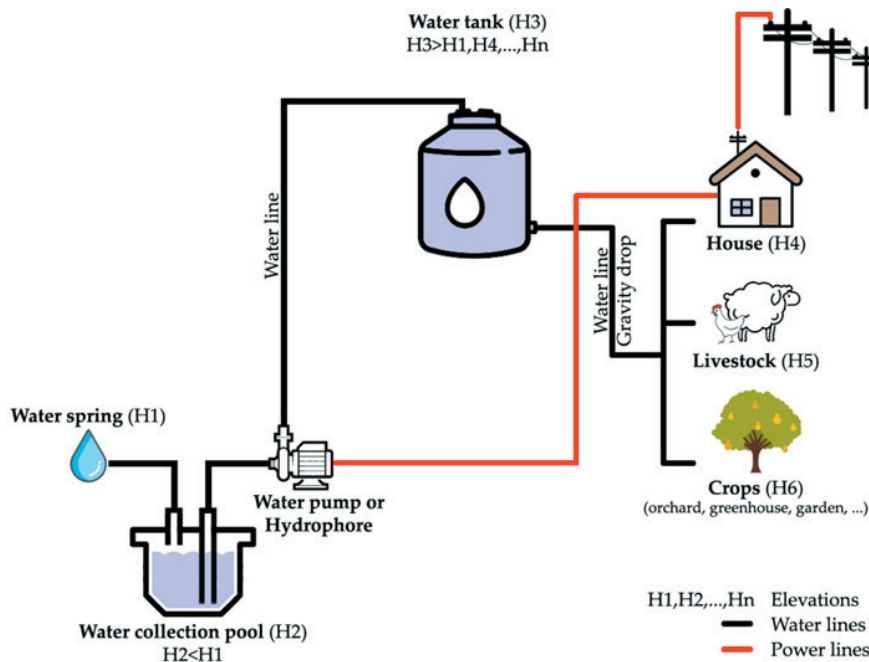 Water tank (H3)
H3>H1,H4,...,Hn
Water line
House (H4)
Water line
Gravity drop
Livestock (H5)
Water spring (H1)
Water pump or
Hydrophore
Crops (H6)
(orchard, greenhouse, garden, ...)
Water collection pool (H2)
H2<H1
H1,H2,...,Hn Elevations
Water lines
Power lines